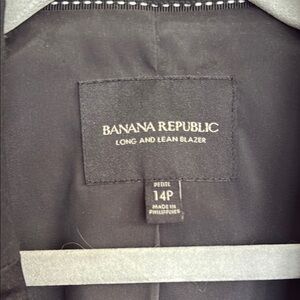 BANANA REPUBLIC
LONG AND LEAN BLAZER
PETITE
14P
MADE IN
PHILIPPINES